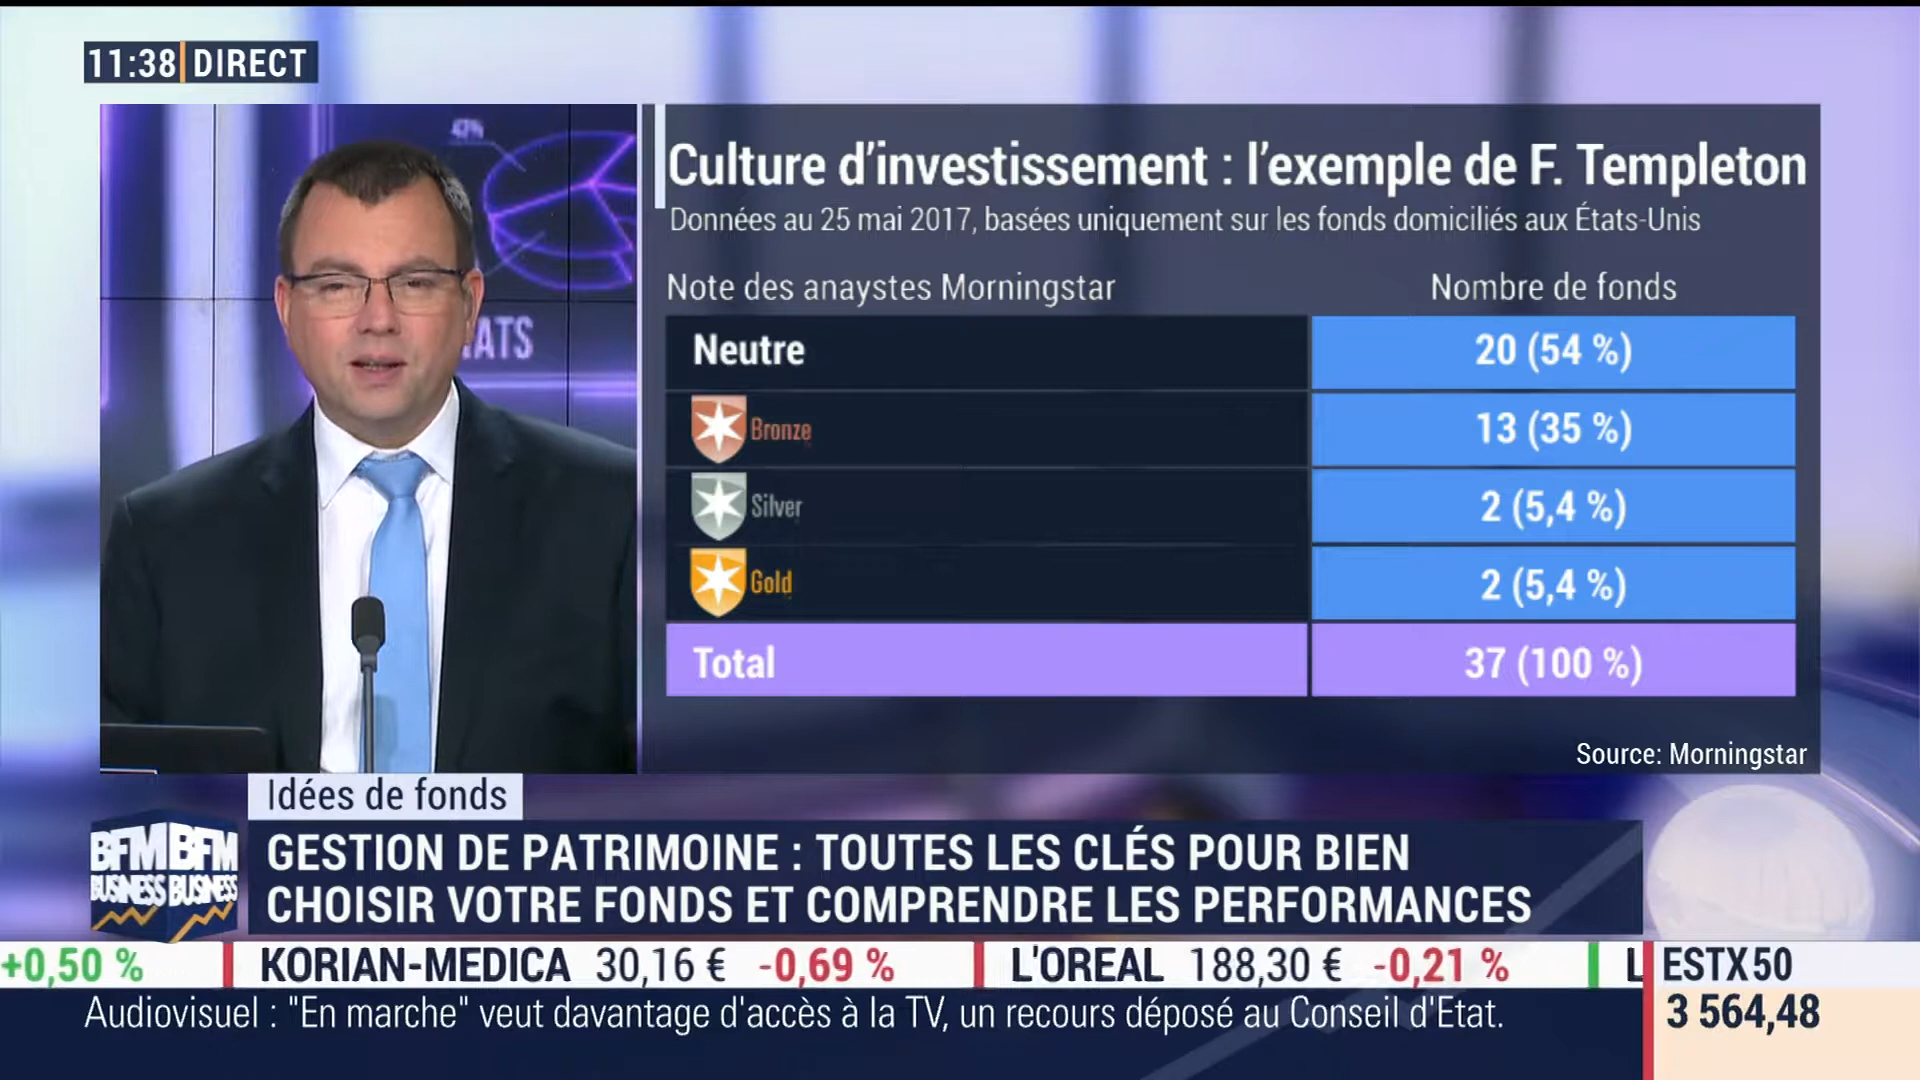 11:38 DIRECT
43%
ATS
Culture d’investissement : l’exemple de F. Templeton
Données au 25 mai 2017, basées uniquement sur les fonds domiciliés aux États-Unis
Note des anaystes Morningstar Nombre de fonds
Neutre 20 (54 %)
Bronze 13 (35 %)
Silver 2 (5,4 %)
Gold 2 (5,4 %)
Total 37 (100 %)
Source: Morningstar
Idées de fonds
BFM BFM
BUSINESS BUSINESS
GESTION DE PATRIMOINE : TOUTES LES CLÉS POUR BIEN
CHOISIR VOTRE FONDS ET COMPRENDRE LES PERFORMANCES
+0,50 % KORIAN-MEDICA 30,16 € -0,69 % L'OREAL 188,30 € -0,21 % L ESTX50
Audiovisuel : "En marche" veut davantage d'accès à la TV, un recours déposé au Conseil d'Etat.
3 564,48